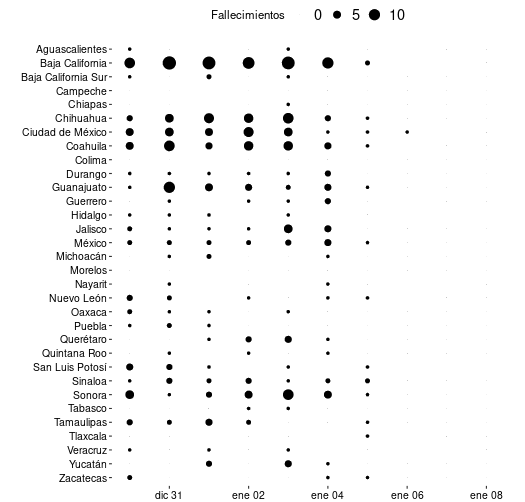 Fallecimientos 0 5 10
Aguascalientes
Baja California
Baja California Sur
Campeche
Chiapas
Chihuahua
Ciudad de México
Coahuila
Colima
Durango
Guanajuato
Guerrero
Hidalgo
Jalisco
México
Michoacán
Morelos
Nayarit
Nuevo León
Oaxaca
Puebla
Querétaro
Quintana Roo
San Luis Potosí
Sinaloa
Sonora
Tabasco
Tamaulipas
Tlaxcala
Veracruz
Yucatán
Zacatecas
dic 31 ene 02 ene 04 ene 06 ene 08